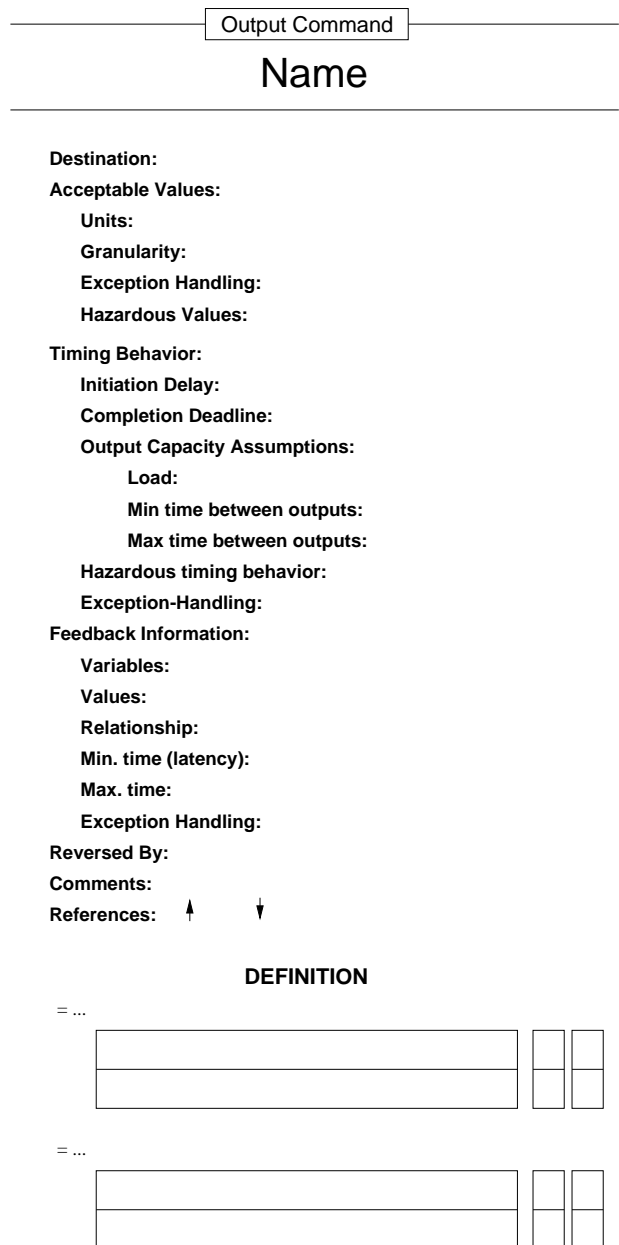 Output Command
Name
Destination:
Acceptable Values:
Units:
Granularity:
Exception Handling:
Hazardous Values:
Timing Behavior:
Initiation Delay:
Completion Deadline:
Output Capacity Assumptions:
Load:
Min time between outputs:
Max time between outputs:
Hazardous timing behavior:
Exception-Handling:
Feedback Information:
Variables:
Values:
Relationship:
Min. time (latency):
Max. time:
Exception Handling:
Reversed By:
Comments:
References:
DEFINITION
= ...
= ...